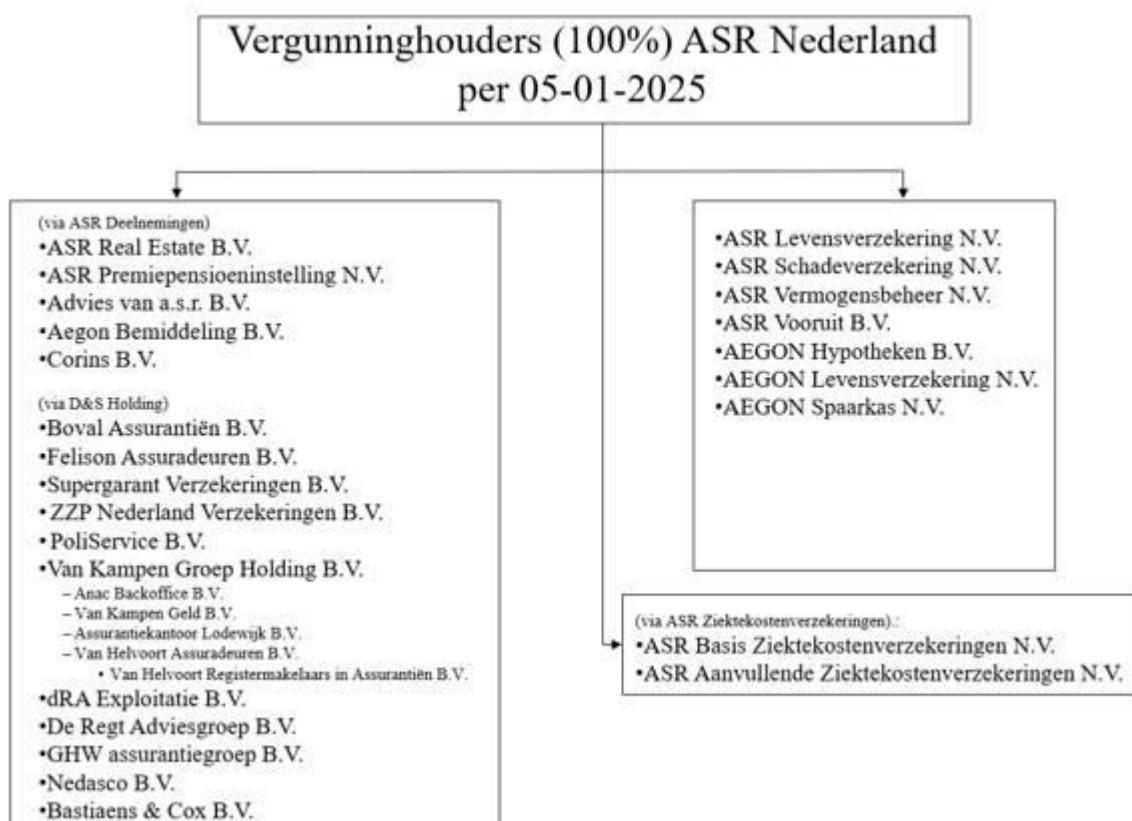 Vergunninghouders (100%) ASR Nederland
per 05-01-2025
(via ASR Deelnemingen)
•ASR Real Estate B.V.
•ASR Premiepensioeninstelling N.V.
•Advies van a.s.r. B.V.
•Aegon Bemiddeling B.V.
•Corins B.V.
(via D&S Holding)
•Boval Assurantiën B.V.
•Felison Assuradeuren B.V.
•Supergarant Verzekeringen B.V.
•ZZP Nederland Verzekeringen B.V.
•PoliService B.V.
•Van Kampen Groep Holding B.V.
– Anac Backoffice B.V.
– Van Kampen Geld B.V.
– Assurantiekantoor Lodewijk B.V.
– Van Helvoort Assuradeuren B.V.
• Van Helvoort Registermakelaars in Assurantiën B.V.
•dRA Exploitatie B.V.
•De Regt Adviesgroep B.V.
•GHW assurantiegroep B.V.
•Nedasco B.V.
•Bastiaens & Cox B.V.
•ASR Levensverzekering N.V.
•ASR Schadeverzekering N.V.
•ASR Vermogensbeheer N.V.
•ASR Vooruit B.V.
•AEGON Hypotheken B.V.
•AEGON Levensverzekering N.V.
•AEGON Spaarkas N.V.
(via ASR Ziektekostenverzekeringen).:
•ASR Basis Ziektekostenverzekeringen N.V.
•ASR Aanvullende Ziektekostenverzekeringen N.V.